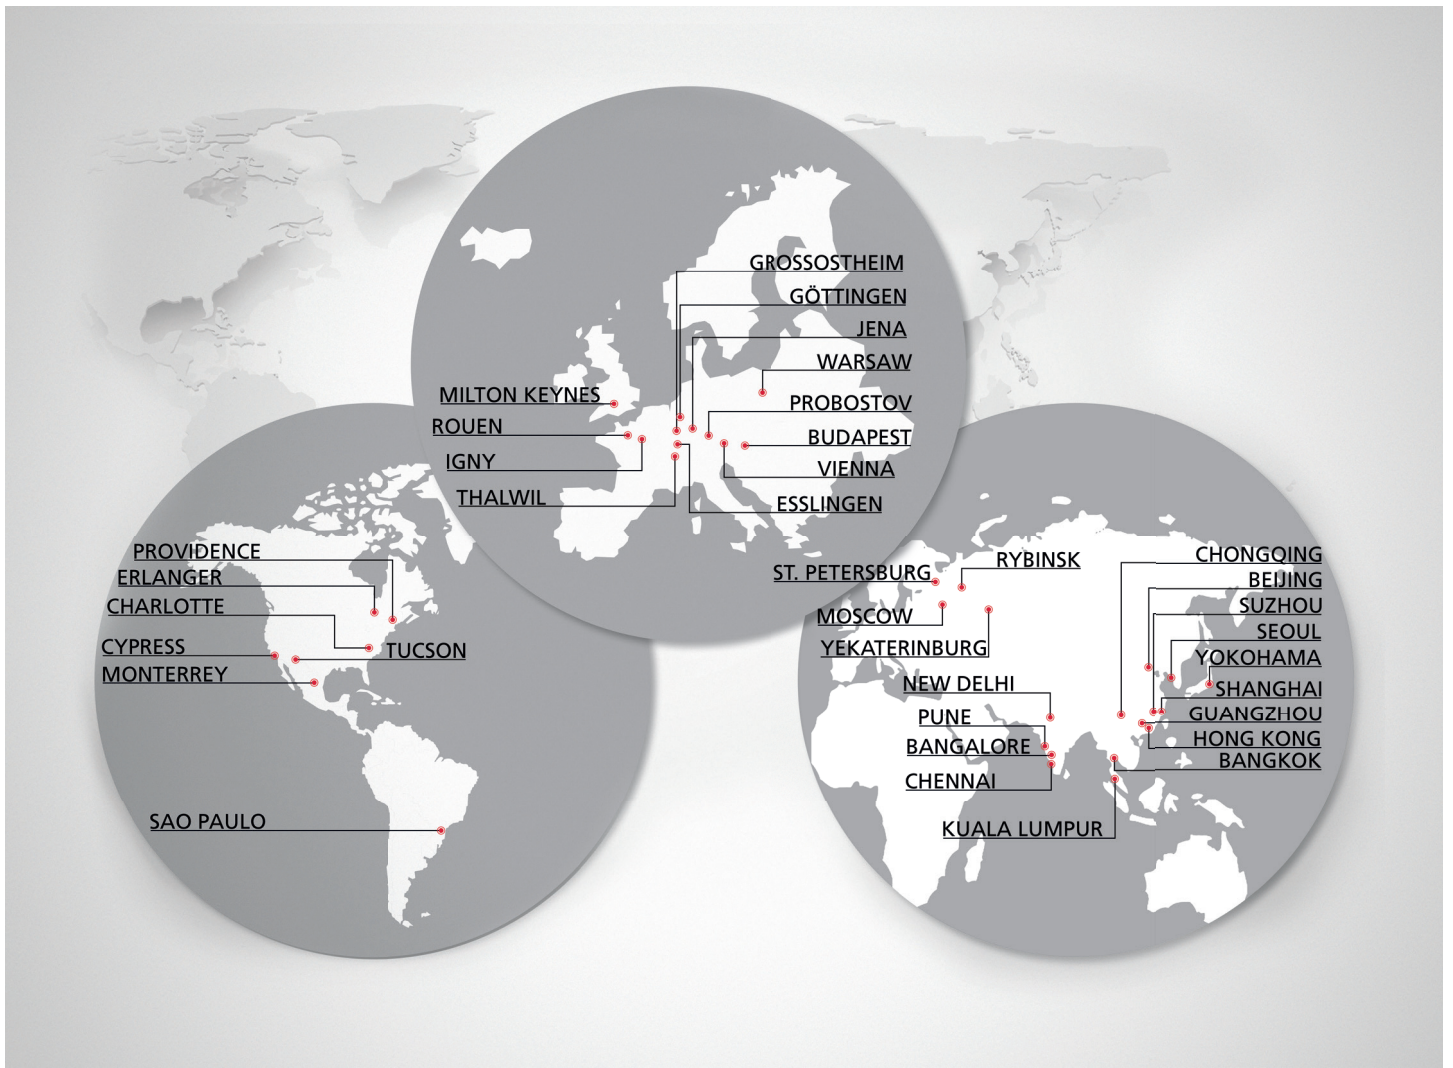 GROSSOSTHEIM
GÖTTINGEN
JENA
WARSAW
MILTON KEYNES
PROBOSTOV
ROUEN
BUDAPEST
IGNY
VIENNA
THALWIL
ESSLINGEN
PROVIDENCE
ERLANGER
CHARLOTTE
CYPRESS
TUCSON
MONTERREY
SAO PAULO
RYBINSK
ST. PETERSBURG
MOSCOW
YEKATERINBURG
NEW DELHI
PUNE
BANGALORE
CHENNAI
KUALA LUMPUR
CHONGQING
BEIJING
SUZHOU
SEOUL
YOKOHAMA
SHANGHAI
GUANGZHOU
HONG KONG
BANGKOK